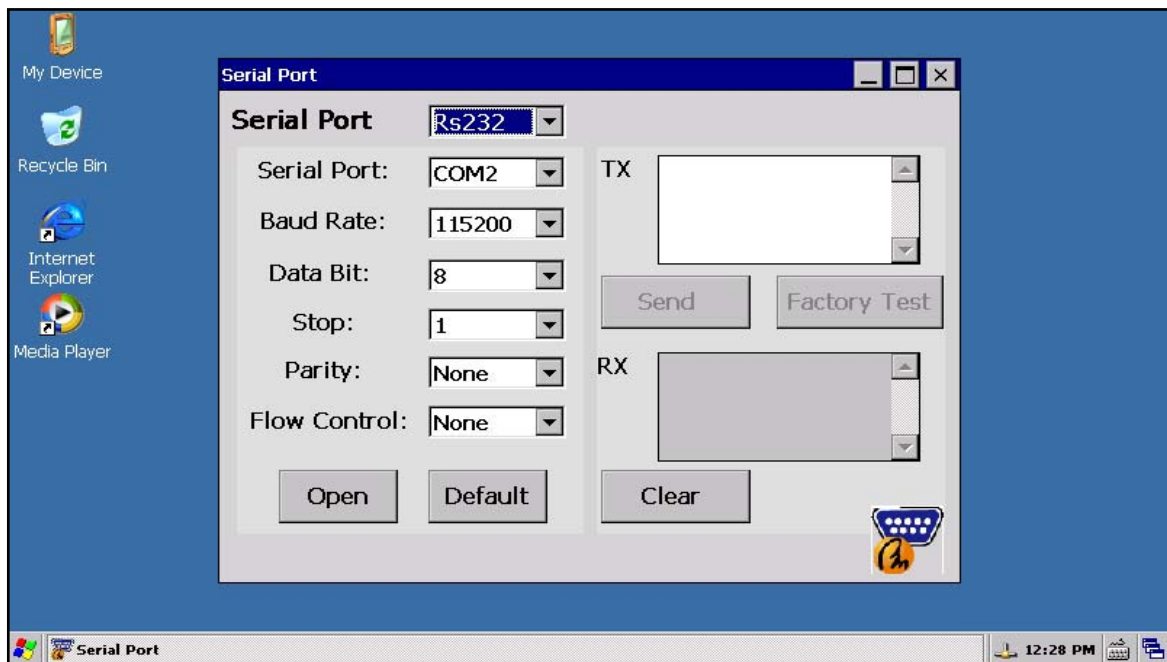 My Device
Recycle Bin
Internet
Explorer
Media Player
Serial Port
Serial Port Rs232
Serial Port: COM2
Baud Rate: 115200
Data Bit: 8
Stop: 1
Parity: None
Flow Control: None
Open Default
TX
Send Factory Test
RX
Clear
Serial Port
12:28 PM